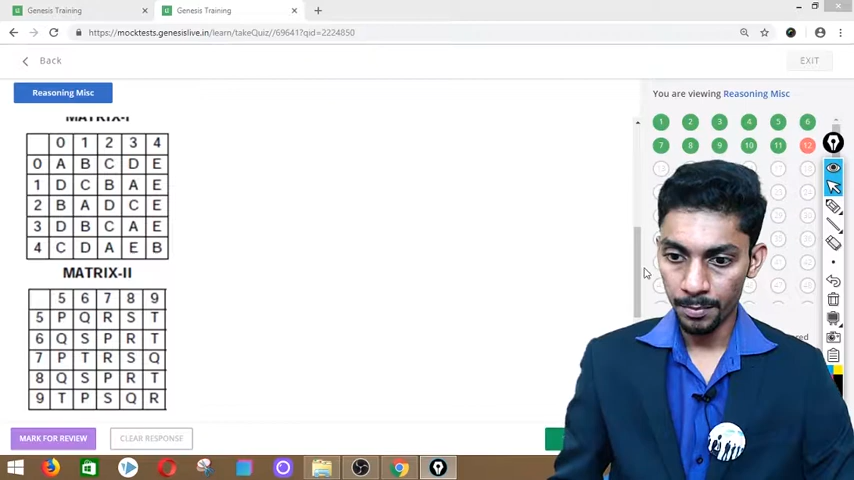 Genesis Training
Genesis Training
https://mocktests.genesislive.in/learn/takeQuiz//69641?qid=2224850
Back
EXIT
Reasoning Misc
You are viewing Reasoning Misc
1 2 3 4 5 6
7 8 9 10 11 12
MATRIX-I
0 1 2 3 4
0 A B C D E
1 D C B A E
2 B A D C E
3 D B C A E
4 C D A E B
MATRIX-II
5 6 7 8 9
5 P Q R S T
6 Q S P R T
7 P T R S Q
8 Q S P R T
9 T P S Q R
MARK FOR REVIEW
CLEAR RESPONSE